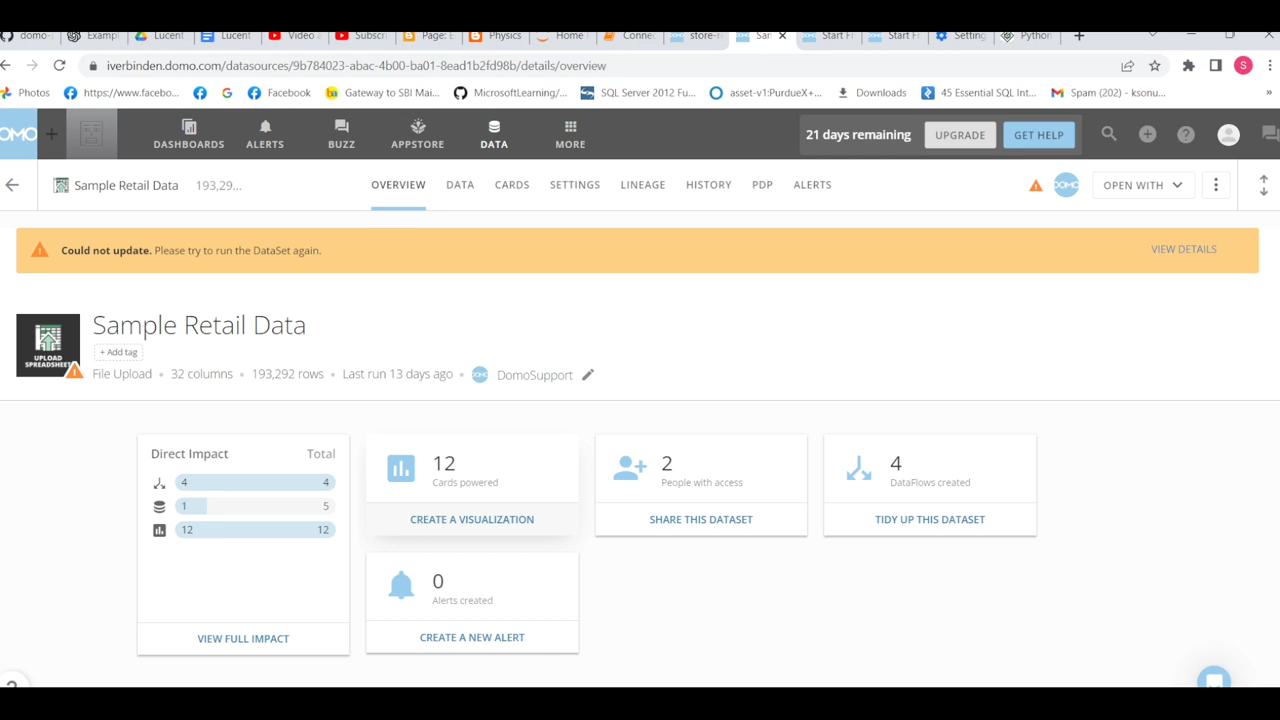 domo- Exampl Lucent Lucent Video a Subscri Page: E Physics Home Connec store-r Sam Start F Start F Setting Python
iverbinden.domo.com/datasources/9b784023-abac-4b00-ba01-8ead1b2fd98b/details/overview S
Photos https://www.facebo... Facebook Gateway to SBI Mai... MicrosoftLearning/... SQL Server 2012 Fu... asset-v1:PurdueX+... Downloads 45 Essential SQL Int... Spam (202) - ksonu... »
DOMO DASHBOARDS ALERTS BUZZ APPSTORE DATA MORE 21 days remaining UPGRADE GET HELP
Sample Retail Data 193,29... OVERVIEW DATA CARDS SETTINGS LINEAGE HISTORY PDP ALERTS DOMO OPEN WITH
Could not update. Please try to run the DataSet again. VIEW DETAILS
UPLOAD
SPREADSHEET
Sample Retail Data
+ Add tag
File Upload • 32 columns • 193,292 rows • Last run 13 days ago • DOMO DomoSupport
Direct Impact Total
4 4
1 5
12 12
VIEW FULL IMPACT
12
Cards powered
CREATE A VISUALIZATION
2
People with access
SHARE THIS DATASET
4
DataFlows created
TIDY UP THIS DATASET
0
Alerts created
CREATE A NEW ALERT